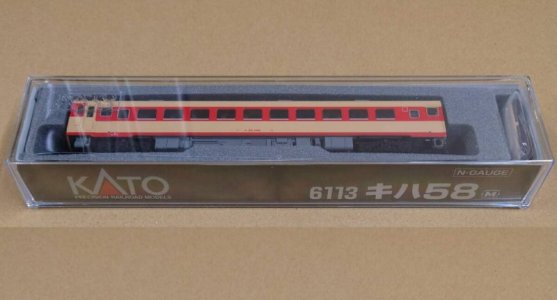 KATO
PRECISION RAILROAD MODELS
N-GAUGE
6113 キハ58 M